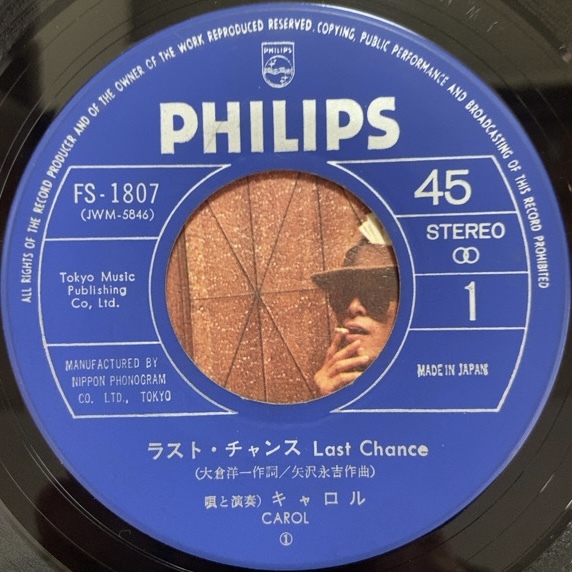 ALL RIGHTS OF THE RECORD PRODUCER AND OF THE OWNER OF THE WORK REPRODUCED RESERVED. COPYING, PUBLIC PERFORMANCE AND BROADCASTING OF THIS RECORD PROHIBITED
PHILIPS
PHILIPS
FS-1807
(JWM-5846)
45
STEREO
Tokyo Music
Publishing
Co, Ltd.
1
MANUFACTURED BY
NIPPON PHONOGRAM
CO. LTD., TOKYO
MADE IN JAPAN
ラスト・チャンス Last Chance
(大倉洋一作詞/矢沢永吉作曲)
唄と演奏) キャロル
CAROL
①